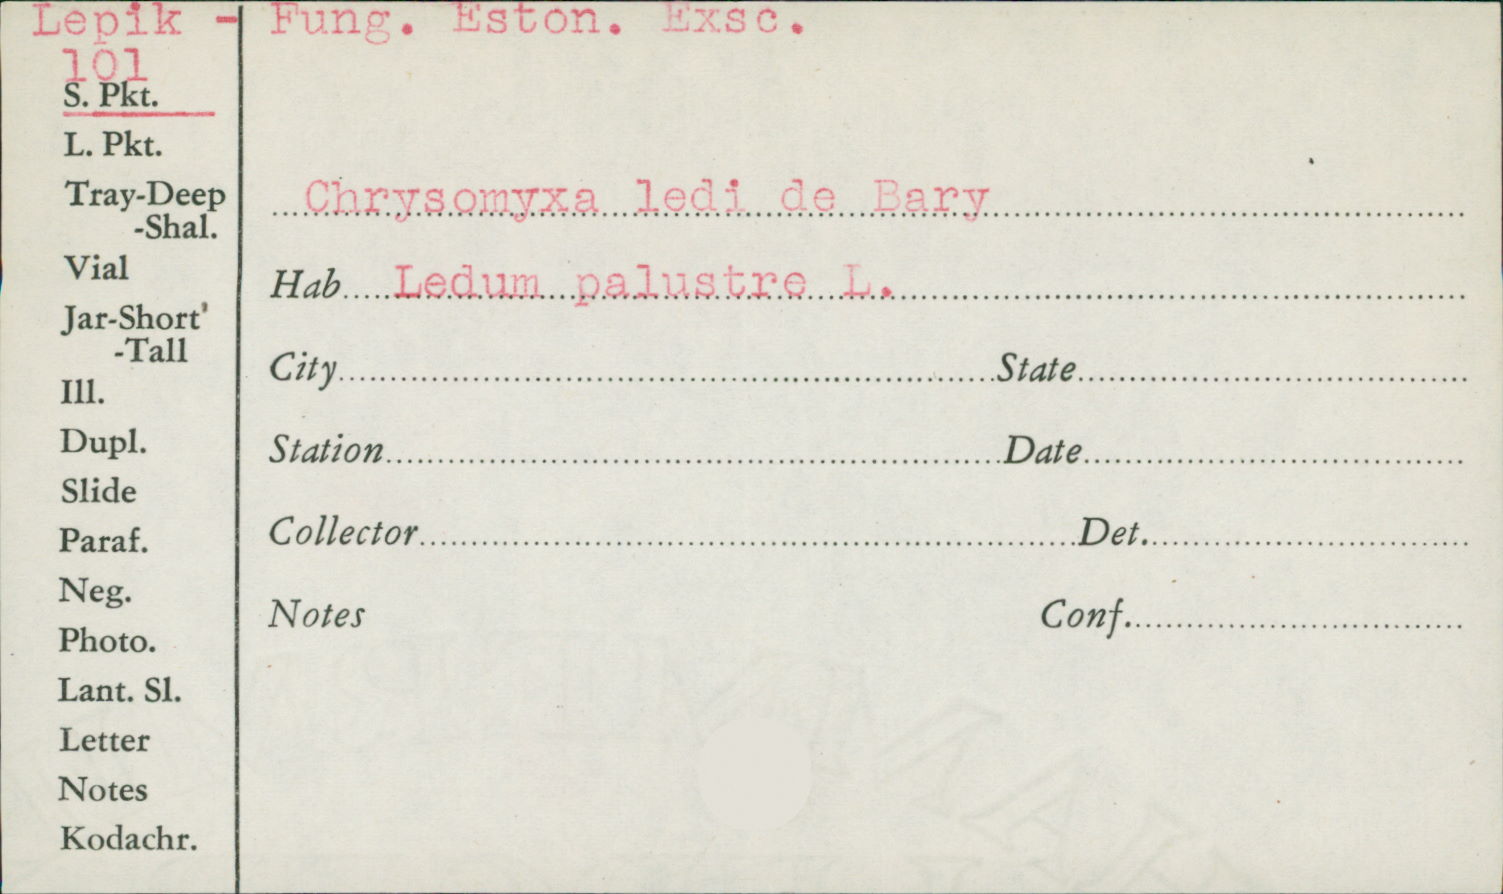 Lepik - Fung. Eston. Exsc.
101
S. Pkt.
L. Pkt.
Tray-Deep
-Shal.
Vial
Jar-Short
-Tall
Ill.
Dupl.
Slide
Paraf.
Neg.
Photo.
Lant. Sl.
Letter
Notes
Kodachr.
Chrysomyxa ledi de Bary
Hab. Ledum palustre L.
City State
Station Date
Collector Det.
Notes Conf.